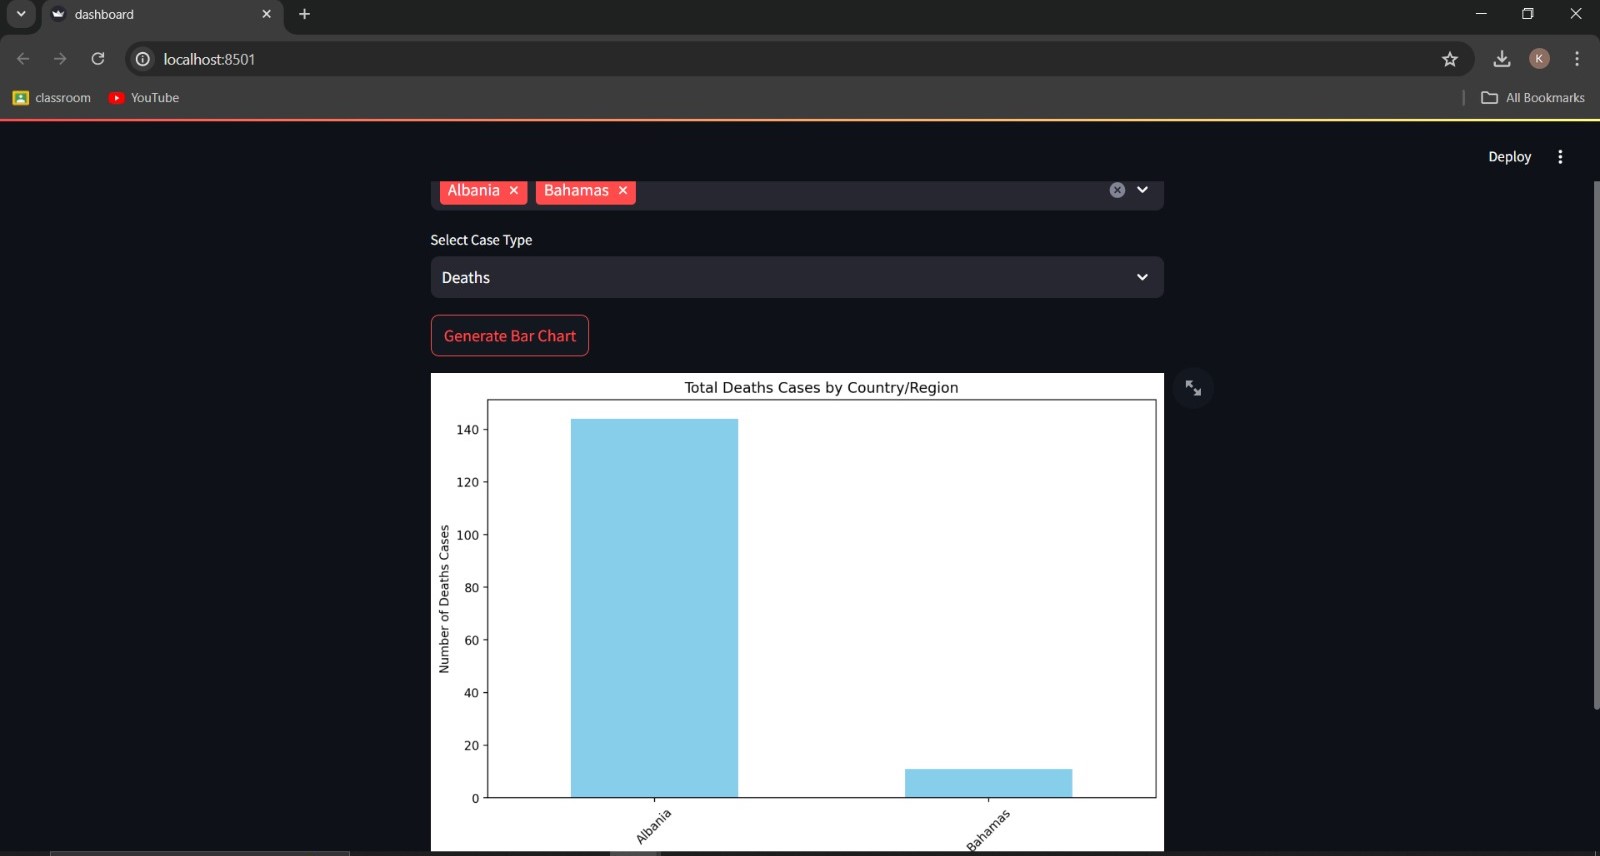 dashboard
localhost:8501
K
classroom
YouTube
All Bookmarks
Deploy
Albania
Bahamas
Select Case Type
Deaths
Generate Bar Chart
Total Deaths Cases by Country/Region
Number of Deaths Cases
140
120
100
80
60
40
20
0
Albania
Bahamas